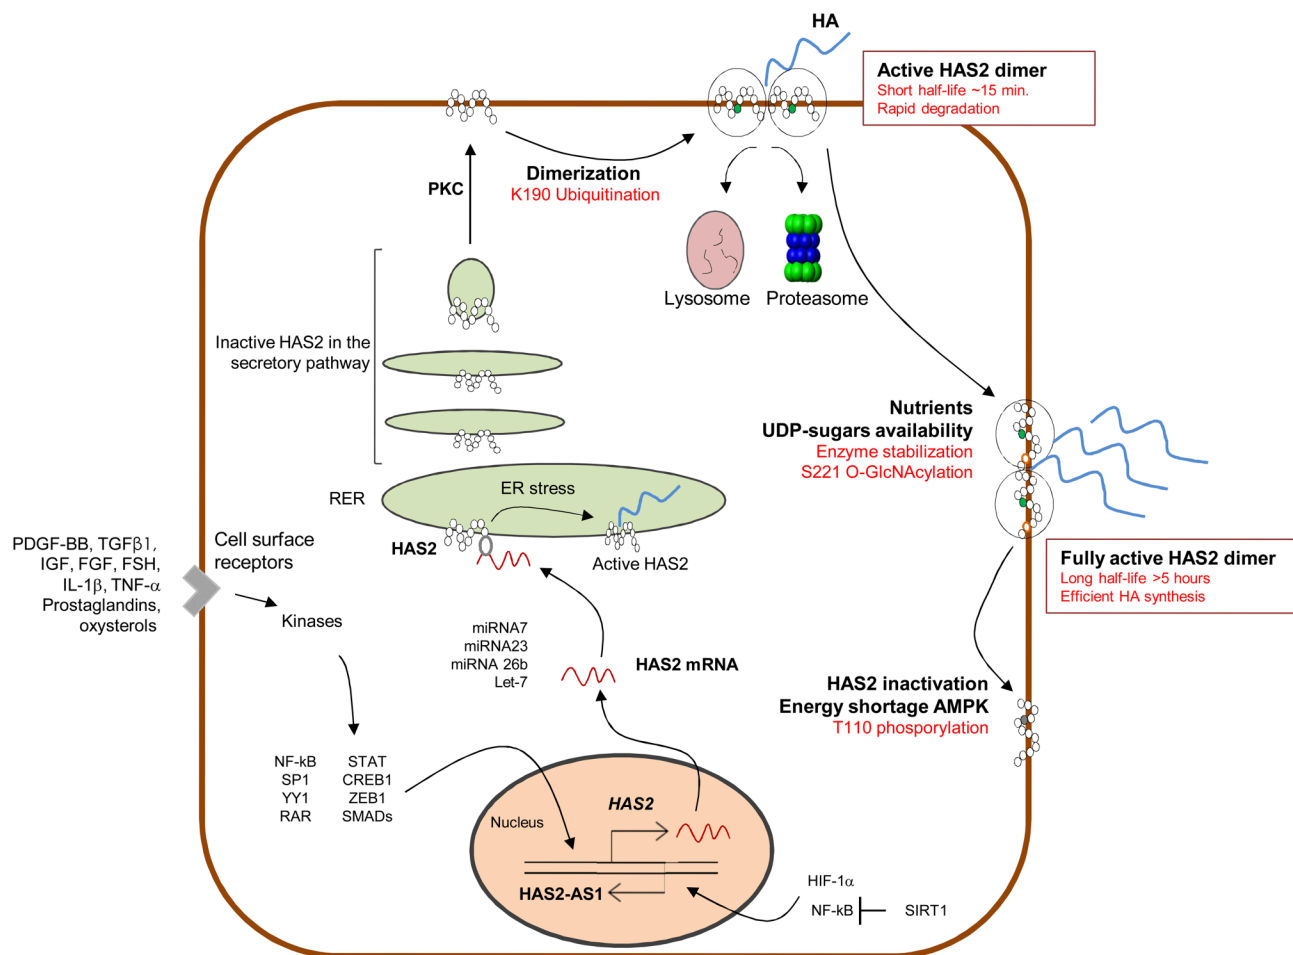 HA
Active HAS2 dimer
Short half-life ~15 min.
Rapid degradation
Dimerization
K190 Ubiquitination
PKC
Lysosome
Proteasome
Inactive HAS2 in the
secretory pathway
Nutrients
UDP-sugars availability
Enzyme stabilization
S221 O-GlcNAcylation
RER
ER stress
HAS2
Active HAS2
Fully active HAS2 dimer
Long half-life >5 hours
Efficient HA synthesis
PDGF-BB, TGFβ1,
IGF, FGF, FSH,
IL-1β, TNF-α
Prostaglandins,
oxysterols
Cell surface
receptors
Kinases
miRNA7
miRNA23
miRNA 26b
Let-7
HAS2 mRNA
HAS2 inactivation
Energy shortage AMPK
T110 phosporylation
NF-kB
SP1
YY1
RAR
STAT
CREB1
ZEB1
SMADs
Nucleus
HAS2
HAS2-AS1
HIF-1α
NF-kB
SIRT1